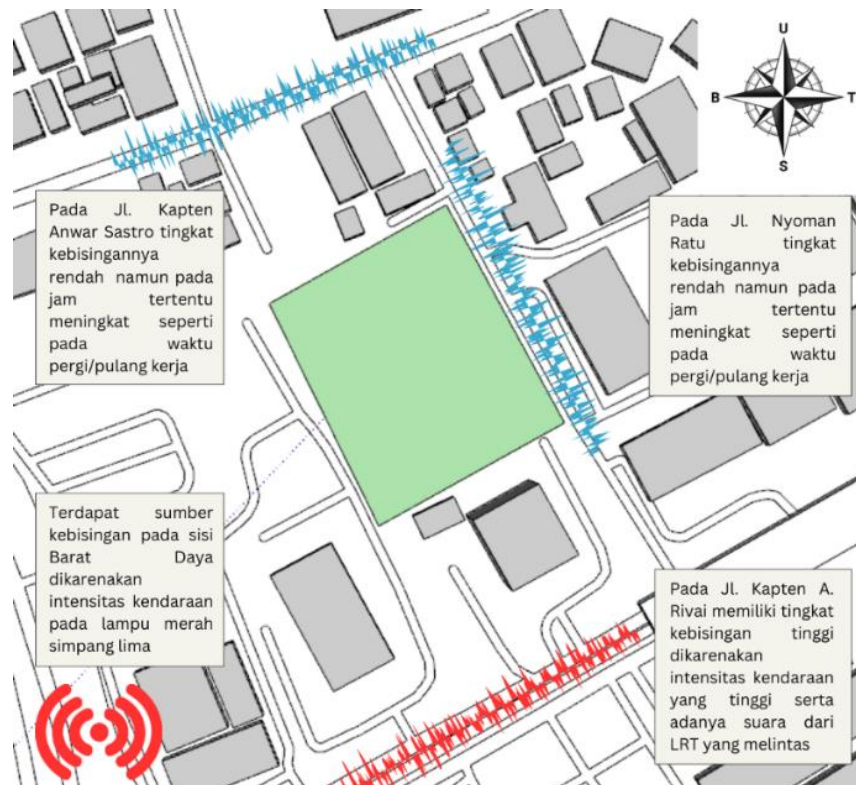 U
B
T
S
Pada Jl. Kapten
Anwar Sastro tingkat
kebisingannya
rendah namun pada
jam tertentu
meningkat seperti
pada waktu
pergi/pulang kerja
Pada Jl. Nyoman
Ratu tingkat
kebisingannya
rendah namun pada
jam tertentu
meningkat seperti
pada waktu
pergi/pulang kerja
Terdapat sumber
kebisingan pada sisi
Barat Daya
dikarenakan
intensitas kendaraan
pada lampu merah
simpang lima
Pada Jl. Kapten A.
Rivai memiliki tingkat
kebisingan tinggi
dikarenakan
intensitas kendaraan
yang tinggi serta
adanya suara dari
LRT yang melintas